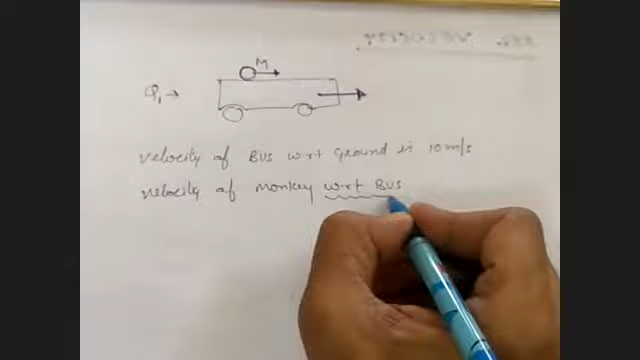 M
Q1 →
velocity of Bus w.r.t Ground is 10 m/s
velocity of Monkey w.r.t Bus